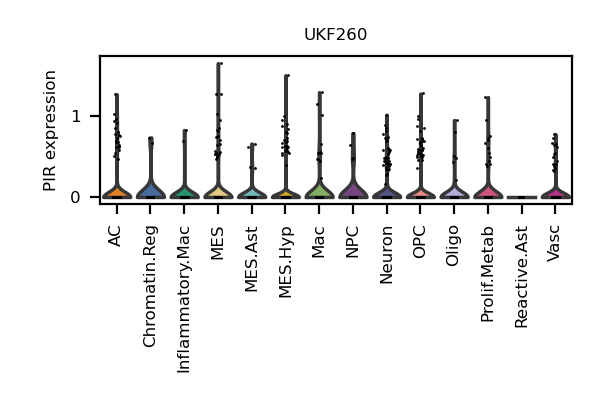 UKF260
PIR expression
1
0
AC
Chromatin.Reg
Inflammatory.Mac
MES
MES.Ast
MES.Hyp
Mac
NPC
Neuron
OPC
Oligo
Prolif.Metab
Reactive.Ast
Vasc